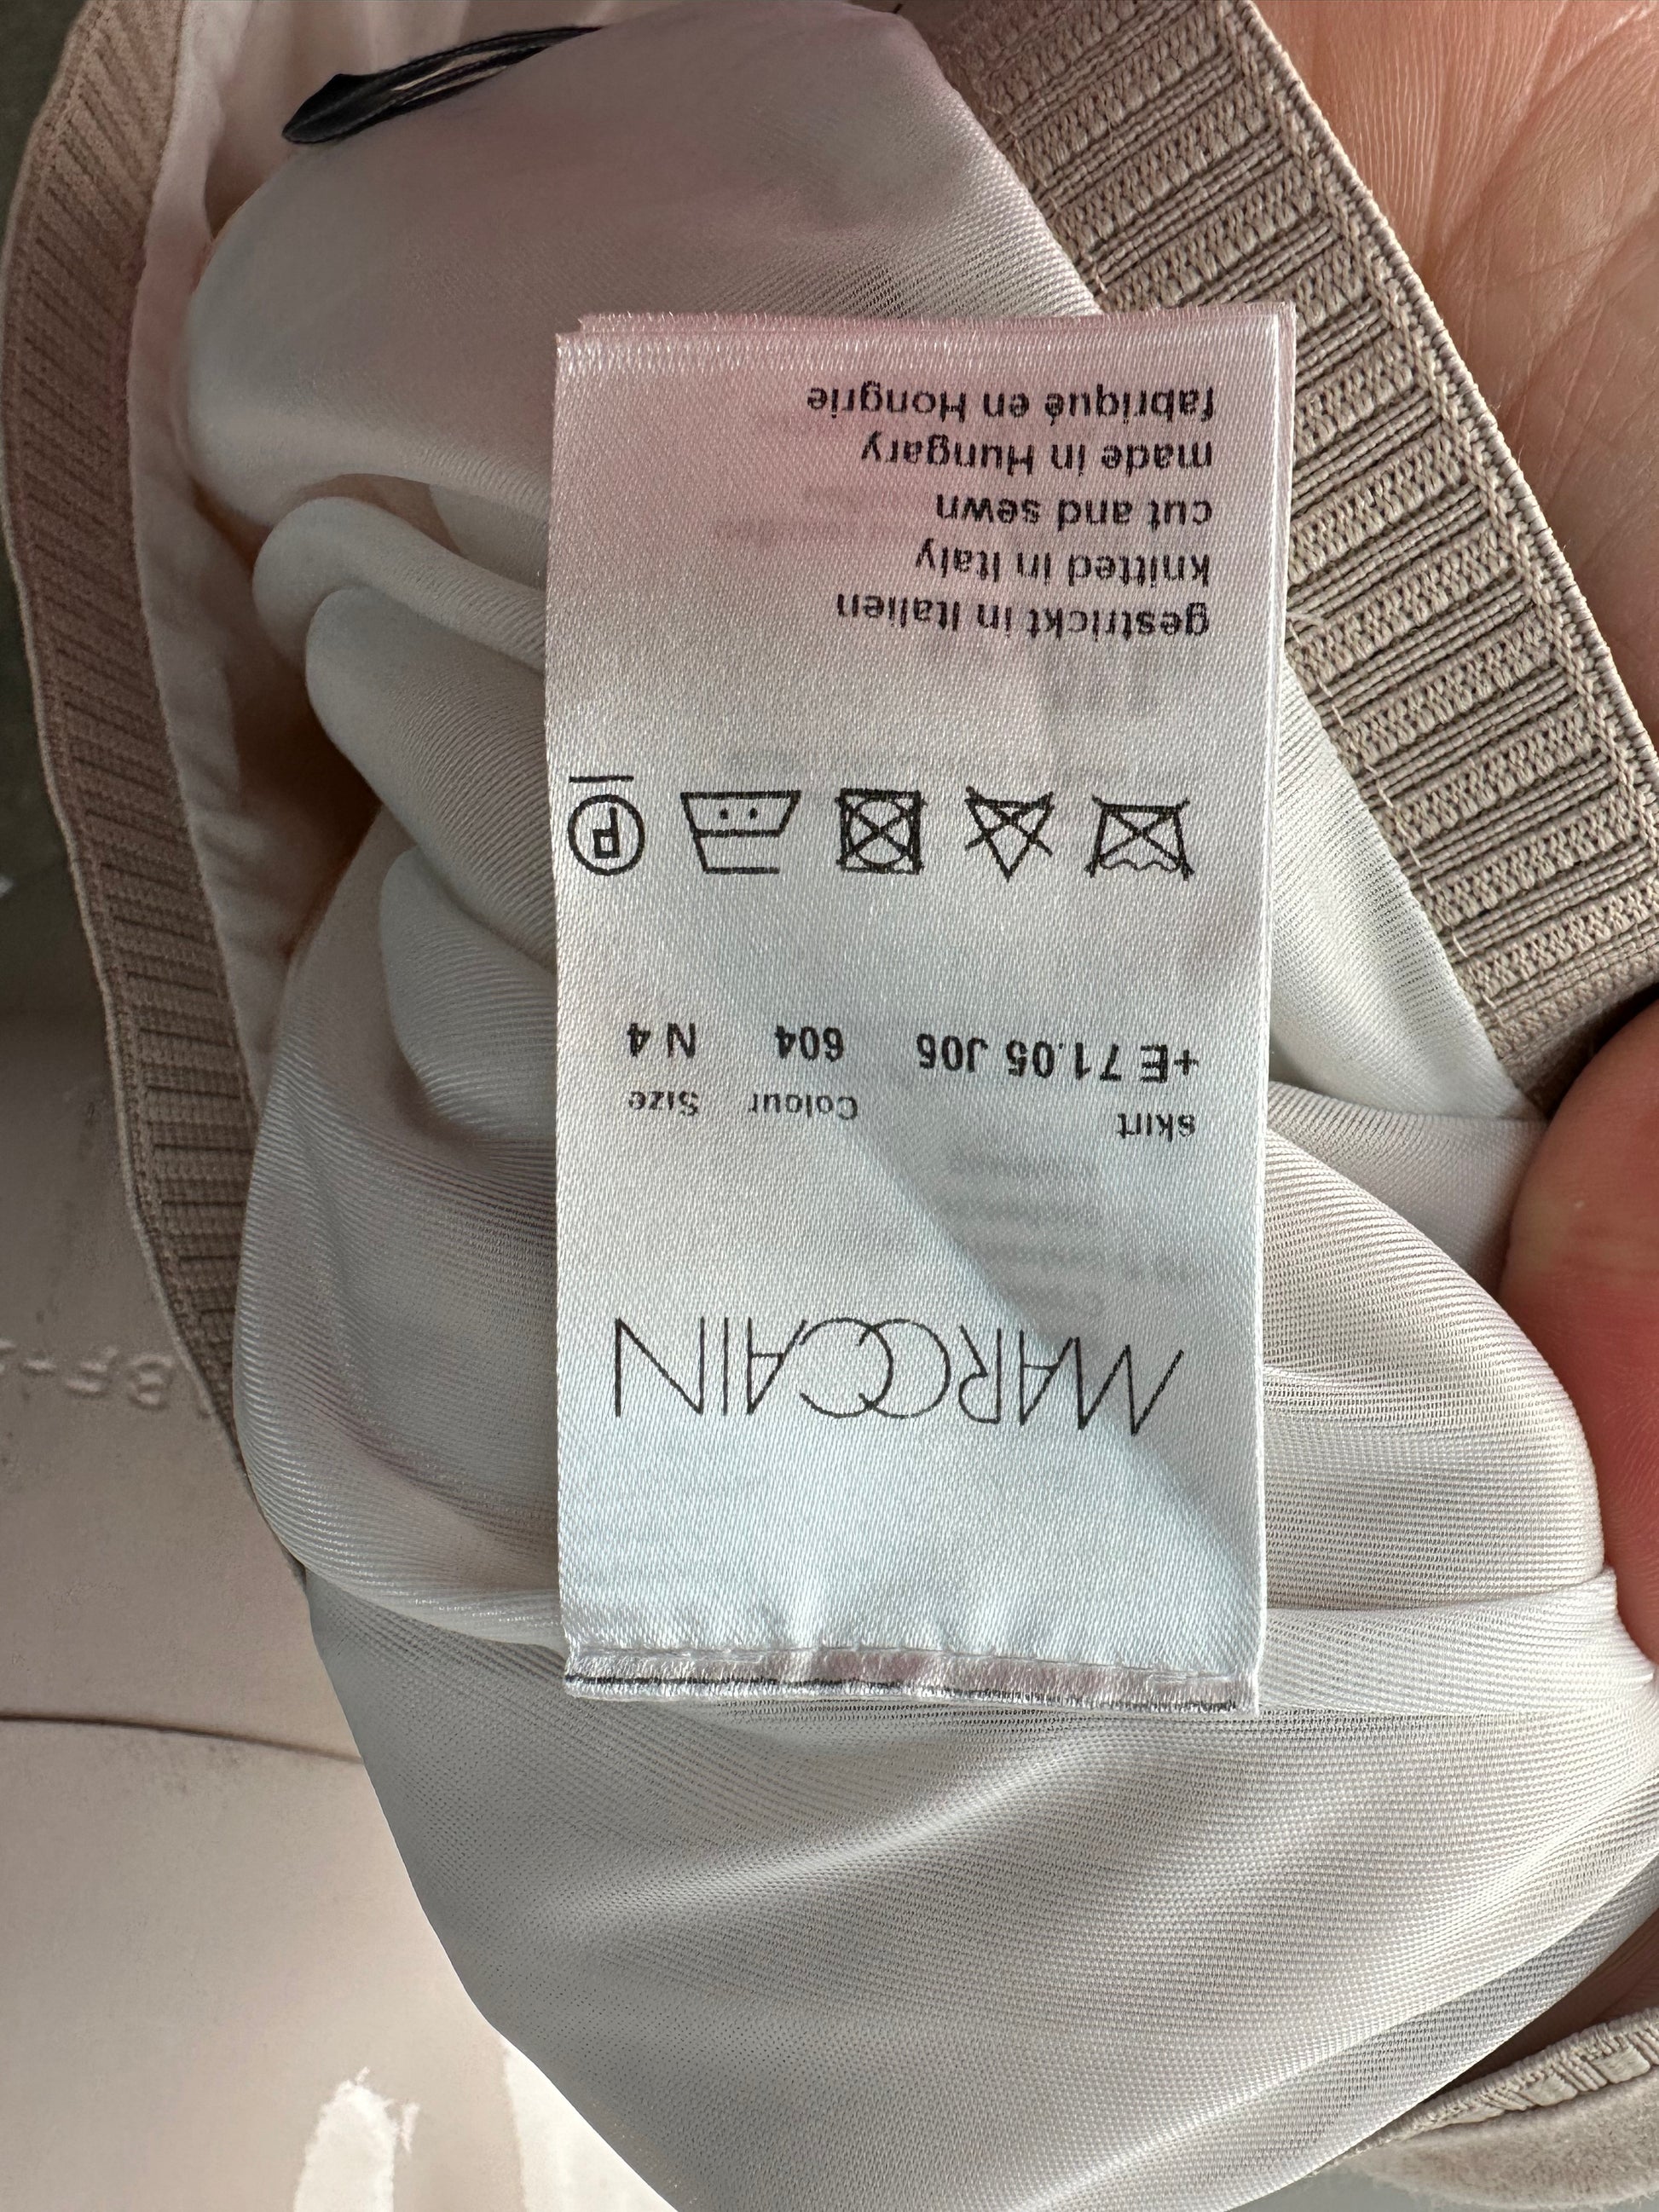 MARCCAIN
skirt Colour Size
+E 71.05 J06 604 N 4
P
gestrickt in Italien
knitted in Italy
cut and sewn
made in Hungary
fabriqué en Hongrie